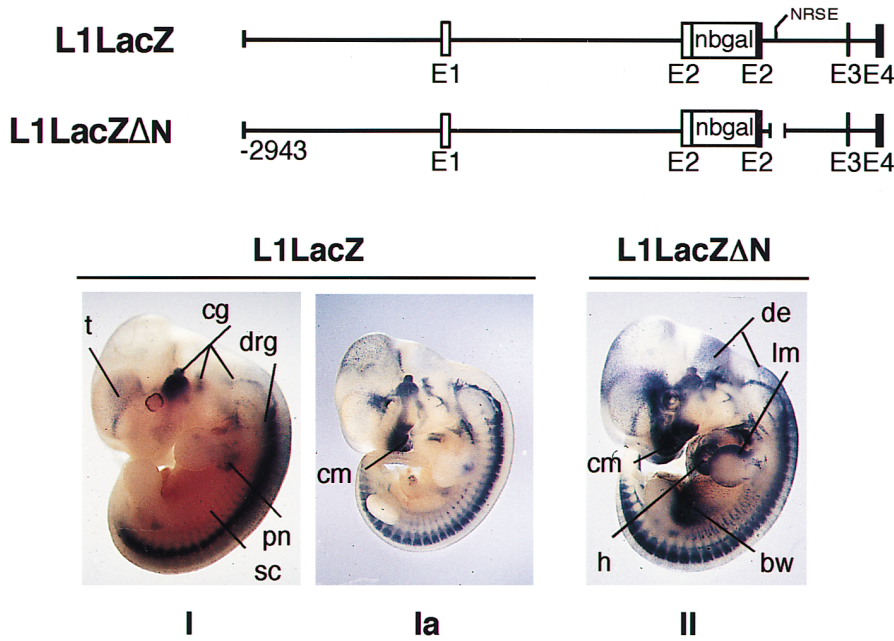 NRSE
L1LacZ
nbgal
E1 E2 E2 E3 E4
L1LacZΔN
nbgal
-2943 E1 E2 E2 E3 E4
L1LacZ L1LacZΔN
t cg drg de lm
cm cm
pn sc h bw
I Ia II